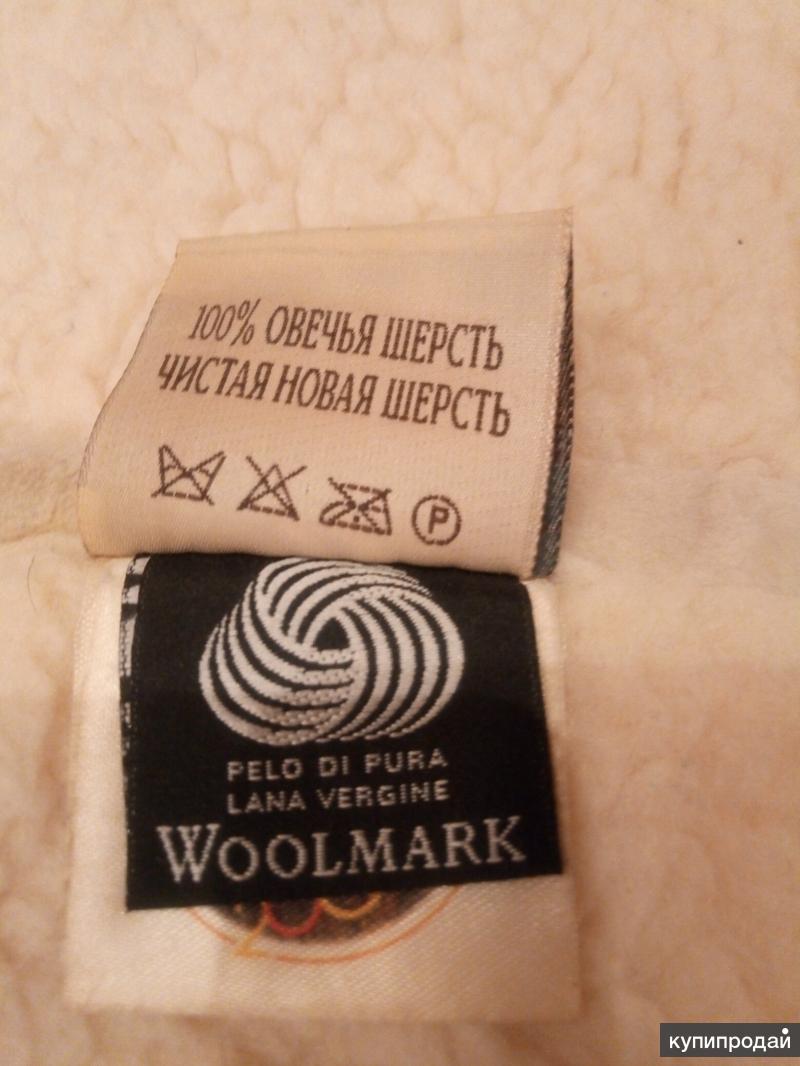 100% ОВЕЧЬЯ ШЕРСТЬ
ЧИСТАЯ НОВАЯ ШЕРСТЬ
P
PELO DI PURA
LANA VERGINE
WOOLMARK
купипродай